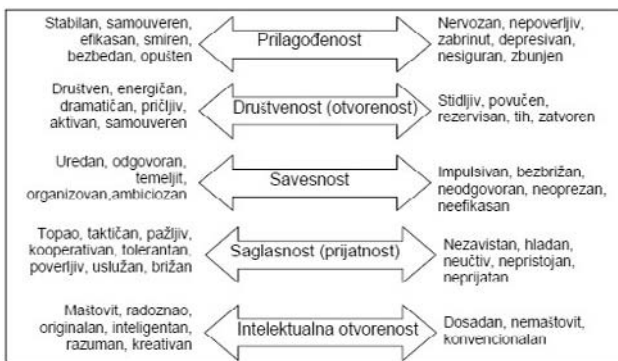 Stabilan, samouveren,
efikasan, smiren,
bezbedan, opušten
Prilagođenost
Nervozan, nepoverljiv,
zabrinut, depresivan,
nesiguran, zbunjen
Društven, energičan,
dramatičan, pričljiv,
aktivan, samouveren
Društvenost (otvorenost)
Stidljiv, povučen,
rezervisan, tih, zatvoren
Uredan, odgovoran,
temeljit,
organizovan,ambiciozan
Savesnost
Impulsivan, bezbrižan,
neodgovoran, neoprezan,
neefikasan
Topao, taktičan, pažljiv,
kooperativan, tolerantan,
poverljiv, uslužan, brižan
Saglasnost (prijatnost)
Nezavistan, hladan,
neučtiv, nepristojan,
neprijatan
Maštovit, radoznao,
originalan, inteligentan,
razuman, kreativan
Intelektualna otvorenost
Dosadan, nemaštovit,
konvencionalan